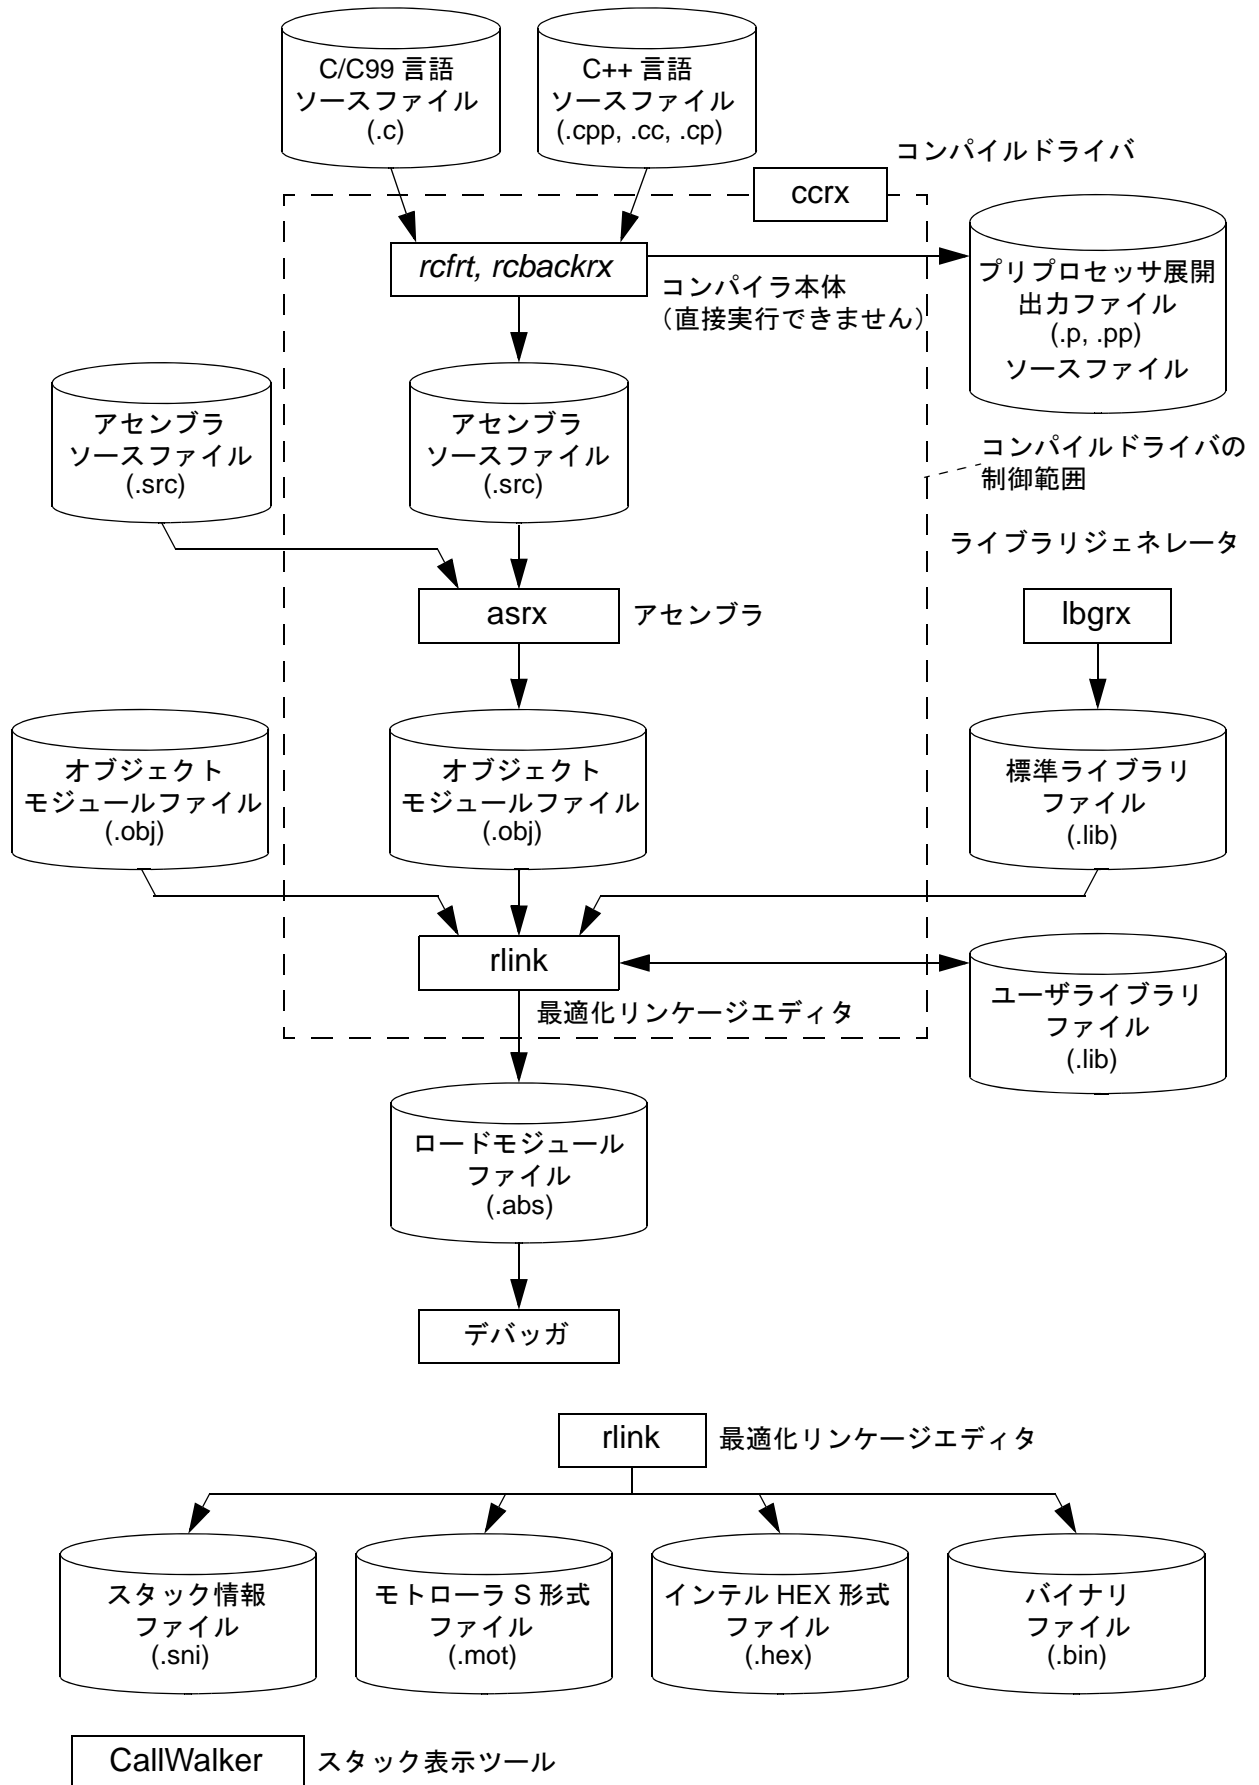 C/C99 言語
ソースファイル
(.c)
C++ 言語
ソースファイル
(.cpp, .cc, .cp)
コンパイルドライバ
ccrx
rcfrt, rcbackrx
コンパイラ本体
（直接実行できません）
プリプロセッサ展開
出力ファイル
(.p, .pp)
ソースファイル
アセンブラ
ソースファイル
(.src)
アセンブラ
ソースファイル
(.src)
コンパイルドライバの
制御範囲
ライブラリジェネレータ
asrx
アセンブラ
lbgrx
オブジェクト
モジュールファイル
(.obj)
オブジェクト
モジュールファイル
(.obj)
標準ライブラリ
ファイル
(.lib)
rlink
最適化リンケージエディタ
ユーザライブラリ
ファイル
(.lib)
ロードモジュール
ファイル
(.abs)
デバッガ
rlink
最適化リンケージエディタ
スタック情報
ファイル
(.sni)
モトローラ S 形式
ファイル
(.mot)
インテル HEX 形式
ファイル
(.hex)
バイナリ
ファイル
(.bin)
CallWalker
スタック表示ツール